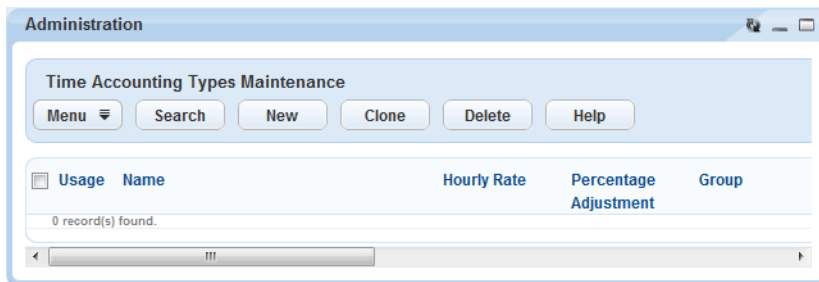 Administration
Time Accounting Types Maintenance
Menu Search New Clone Delete Help
Usage Name Hourly Rate Percentage Adjustment Group
0 record(s) found.